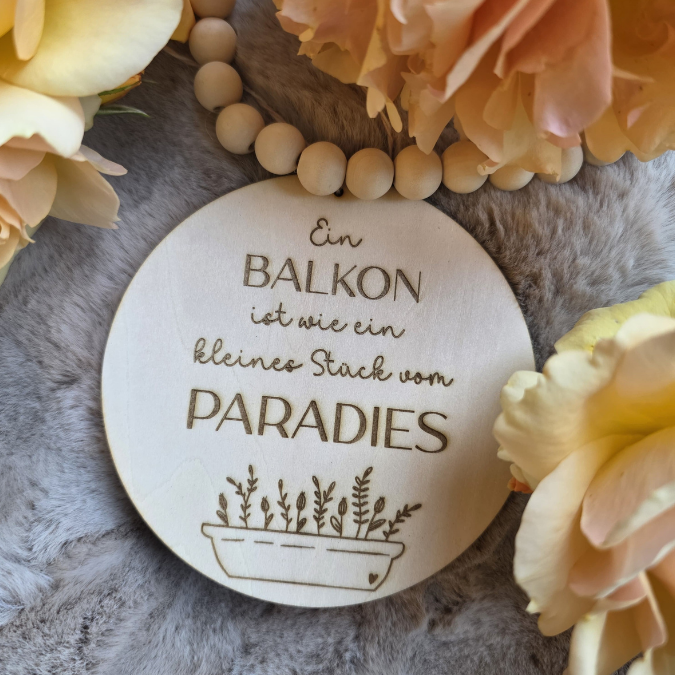 Ein
BALKON
ist wie ein
kleines Stück vom
PARADIES